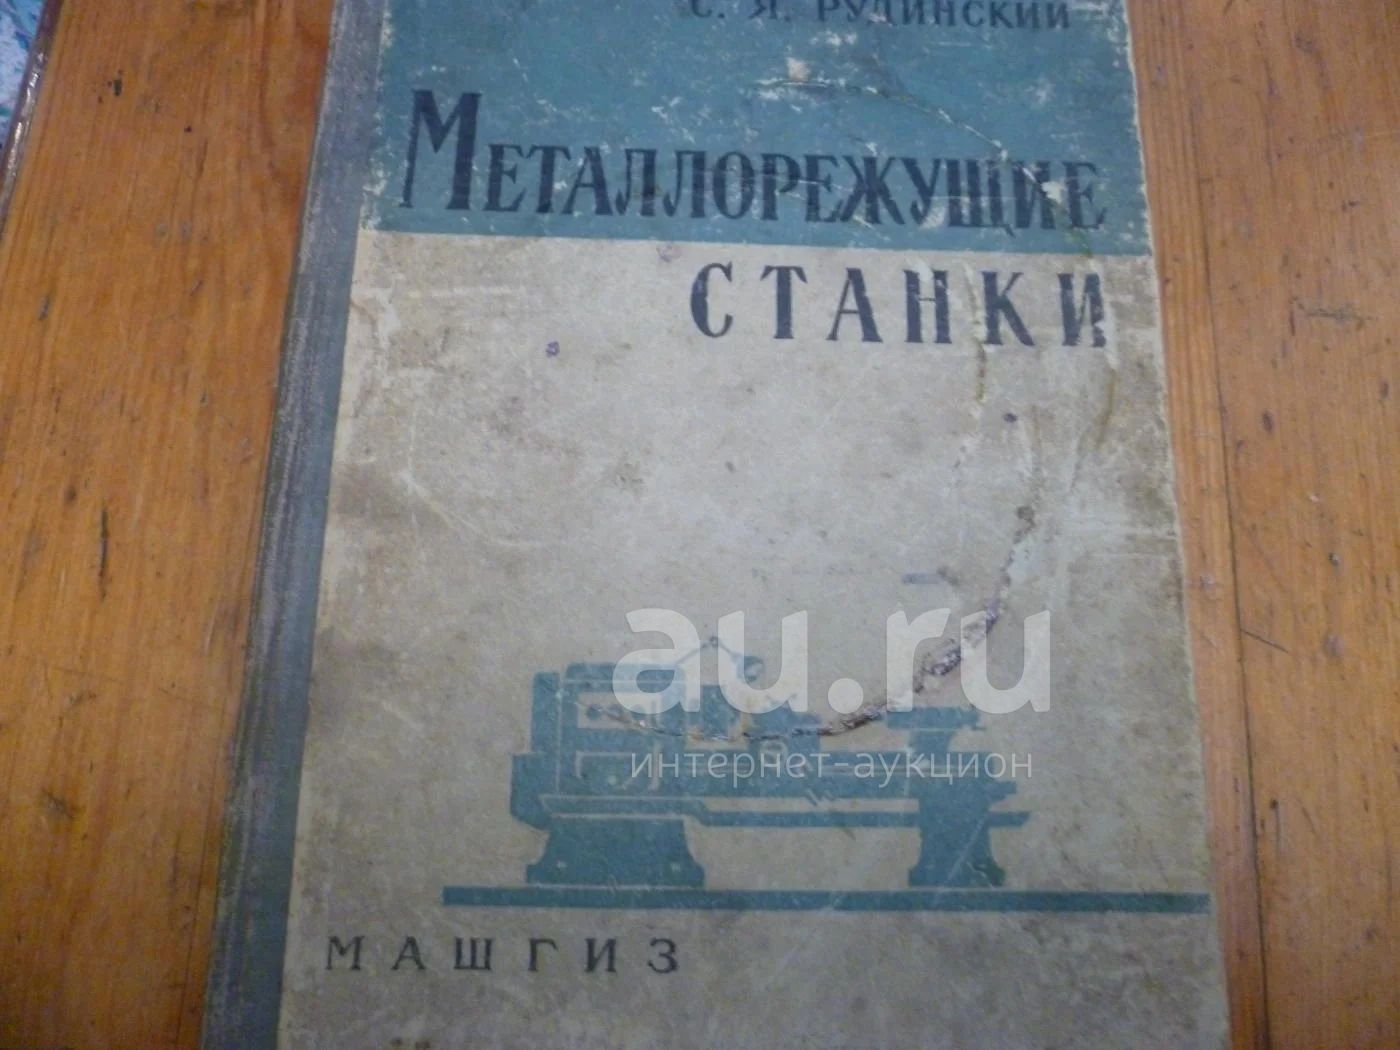 С. Я. РУДИНСКИЙ
МЕТАЛЛОРЕЖУЩИЕ
СТАНКИ
au.ru
интернет-аукцион
МАШГИЗ